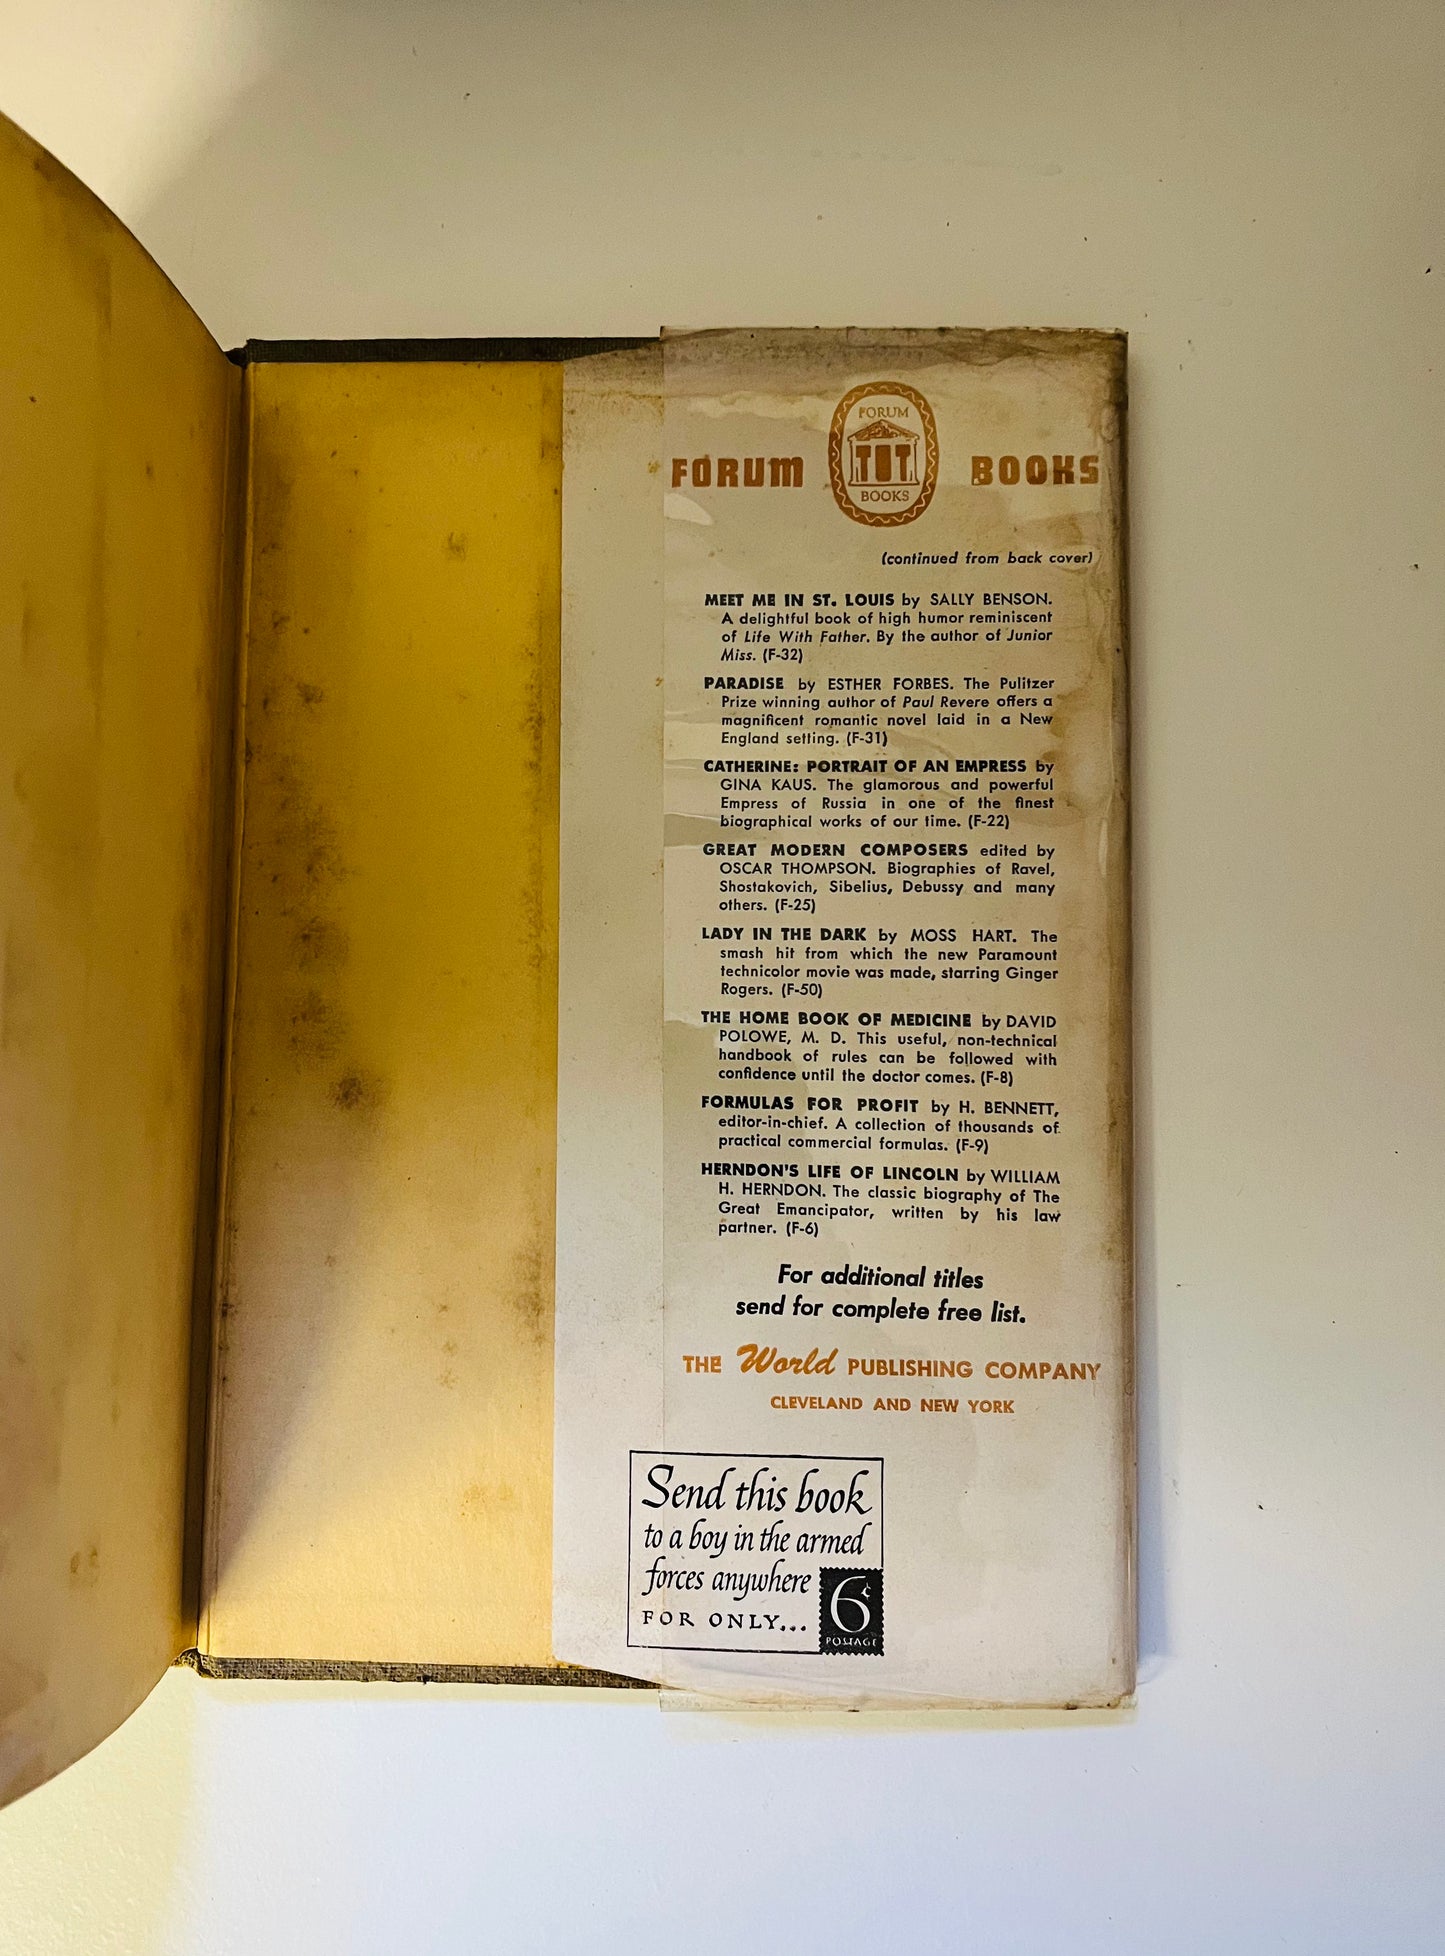 FORUM
FORUM BOOKS
BOOKS
(continued from back cover)
MEET ME IN ST. LOUIS by SALLY BENSON.
A delightful book of high humor reminiscent
of Life With Father. By the author of Junior
Miss. (F-32)
PARADISE by ESTHER FORBES. The Pulitzer
Prize winning author of Paul Revere offers a
magnificent romantic novel laid in a New
England setting. (F-31)
CATHERINE: PORTRAIT OF AN EMPRESS by
GINA KAUS. The glamorous and powerful
Empress of Russia in one of the finest
biographical works of our time. (F-22)
GREAT MODERN COMPOSERS edited by
OSCAR THOMPSON. Biographies of Ravel,
Shostakovich, Sibelius, Debussy and many
others. (F-25)
LADY IN THE DARK by MOSS HART. The
smash hit from which the new Paramount
technicolor movie was made, starring Ginger
Rogers. (F-50)
THE HOME BOOK OF MEDICINE by DAVID
POLOWE, M. D. This useful, non-technical
handbook of rules can be followed with
confidence until the doctor comes. (F-8)
FORMULAS FOR PROFIT by H. BENNETT,
editor-in-chief. A collection of thousands of
practical commercial formulas. (F-9)
HERNDON'S LIFE OF LINCOLN by WILLIAM
H. HERNDON. The classic biography of The
Great Emancipator, written by his law
partner. (F-6)
For additional titles
send for complete free list.
THE World PUBLISHING COMPANY
CLEVELAND AND NEW YORK
Send this book
to a boy in the armed
forces anywhere
FOR ONLY...
6¢
POSTAGE